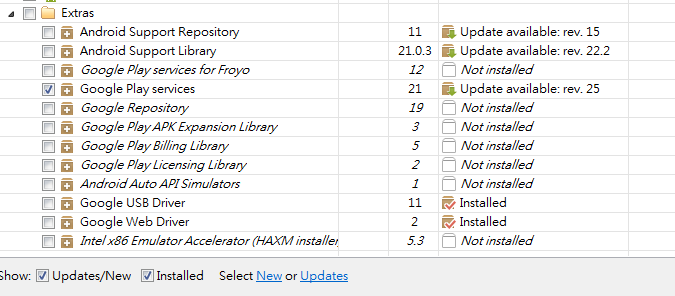 Extras
Android Support Repository 11 Update available: rev. 15
Android Support Library 21.0.3 Update available: rev. 22.2
Google Play services for Froyo 12 Not installed
Google Play services 21 Update available: rev. 25
Google Repository 19 Not installed
Google Play APK Expansion Library 3 Not installed
Google Play Billing Library 5 Not installed
Google Play Licensing Library 2 Not installed
Android Auto API Simulators 1 Not installed
Google USB Driver 11 Installed
Google Web Driver 2 Installed
Intel x86 Emulator Accelerator (HAXM installer) 5.3 Not installed
Show: Updates/New Installed Select New or Updates